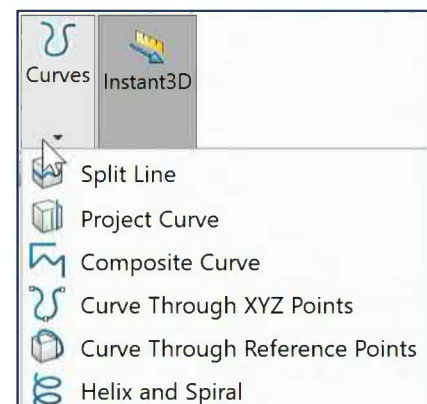 Curves Instant3D
Split Line
Project Curve
Composite Curve
Curve Through XYZ Points
Curve Through Reference Points
Helix and Spiral